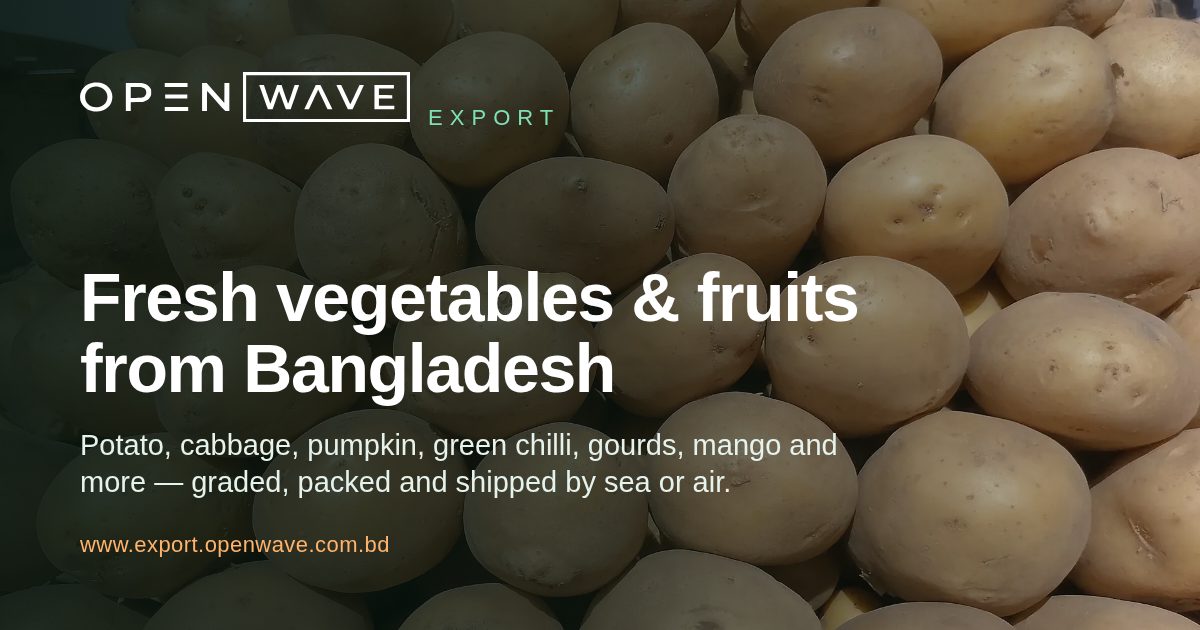 OPEN WAVE EXPORT
Fresh vegetables & fruits
from Bangladesh
Potato, cabbage, pumpkin, green chilli, gourds, mango and
more — graded, packed and shipped by sea or air.
www.export.openwave.com.bd